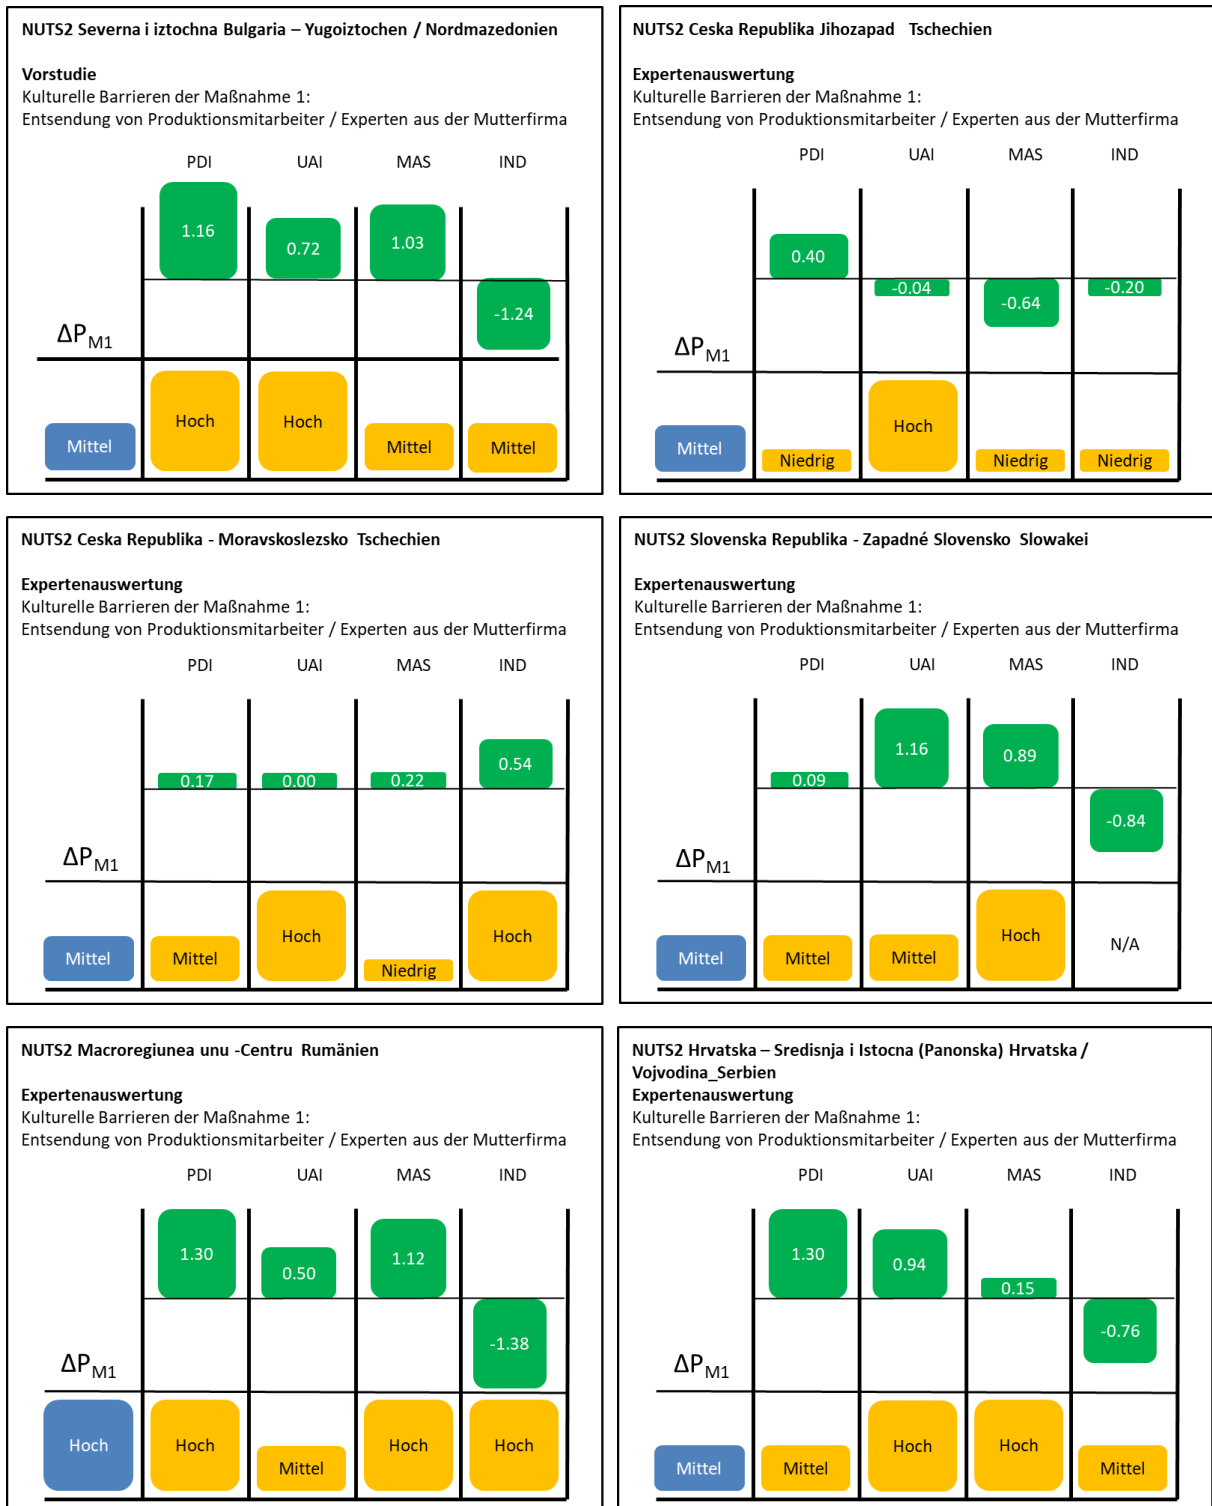 NUTS2 Severna i iztochna Bulgaria – Yugoiztochen / Nordmazedonien
Vorstudie
Kulturelle Barrieren der Maßnahme 1:
Entsendung von Produktionsmitarbeiter / Experten aus der Mutterfirma
PDI UAI MAS IND
1.16 0.72 1.03 -1.24
ΔPM1
Mittel Hoch Hoch Mittel Mittel
NUTS2 Ceska Republika Jihozapad Tschechien
Expertenauswertung
Kulturelle Barrieren der Maßnahme 1:
Entsendung von Produktionsmitarbeiter / Experten aus der Mutterfirma
PDI UAI MAS IND
0.40 -0.04 -0.64 -0.20
ΔPM1
Mittel Niedrig Hoch Niedrig Niedrig
NUTS2 Ceska Republika - Moravskoslezsko Tschechien
Expertenauswertung
Kulturelle Barrieren der Maßnahme 1:
Entsendung von Produktionsmitarbeiter / Experten aus der Mutterfirma
PDI UAI MAS IND
0.17 0.00 0.22 0.54
ΔPM1
Mittel Mittel Hoch Niedrig Hoch
NUTS2 Slovenska Republika - Zapadné Slovensko Slowakei
Expertenauswertung
Kulturelle Barrieren der Maßnahme 1:
Entsendung von Produktionsmitarbeiter / Experten aus der Mutterfirma
PDI UAI MAS IND
0.09 1.16 0.89 -0.84
ΔPM1
Mittel Mittel Mittel Hoch N/A
NUTS2 Macroregiunea unu -Centru Rumänien
Expertenauswertung
Kulturelle Barrieren der Maßnahme 1:
Entsendung von Produktionsmitarbeiter / Experten aus der Mutterfirma
PDI UAI MAS IND
1.30 0.50 1.12 -1.38
ΔPM1
Hoch Hoch Mittel Hoch Hoch
NUTS2 Hrvatska – Sredisnja i Istocna (Panonska) Hrvatska /
Vojvodina_Serbien
Expertenauswertung
Kulturelle Barrieren der Maßnahme 1:
Entsendung von Produktionsmitarbeiter / Experten aus der Mutterfirma
PDI UAI MAS IND
1.30 0.94 0.15 -0.76
ΔPM1
Mittel Mittel Hoch Hoch Mittel